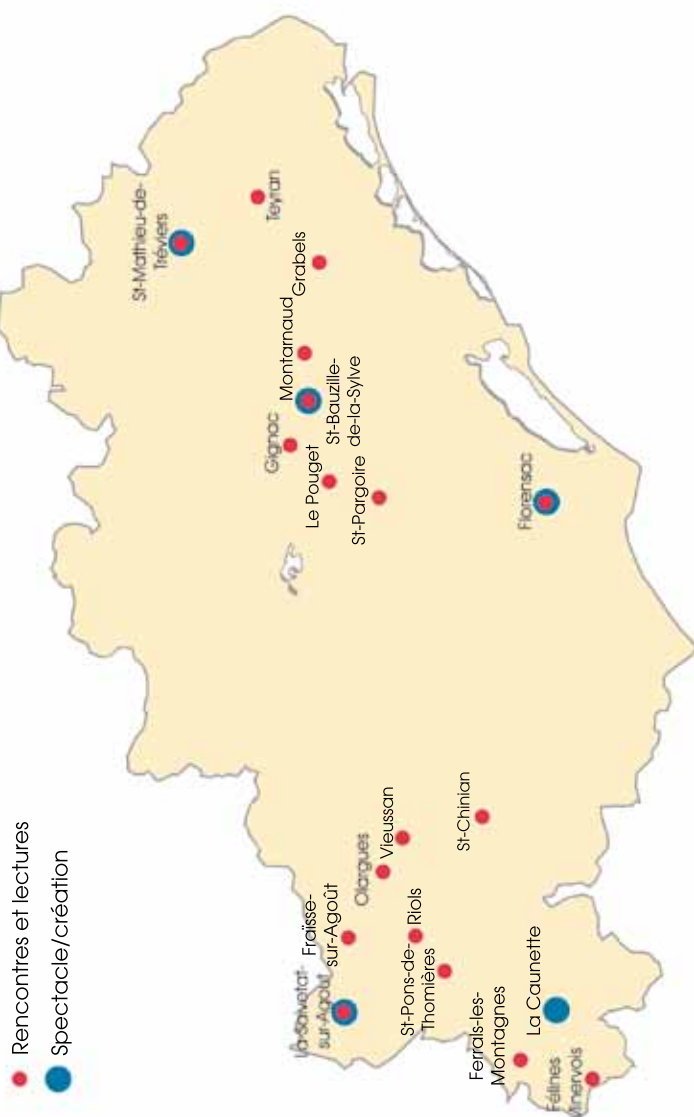 Rencontres et lectures
Spectacle/création
St-Mathieu-de-
Tréviers
Teyran
Grabels
Montarnaud
St-Bauzille-
de-la-Sylve
Gignac
Le Pouget
St-Pargoire
Florensac
St-Chinian
Vieussan
Olargues
Riols
Fraïsse-
sur-Agoût
La-Salvetat-
sur-Agout
St-Pons-de-
Thomières
La Caunette
Ferrals-les-
Montagnes
Félines
Minervois